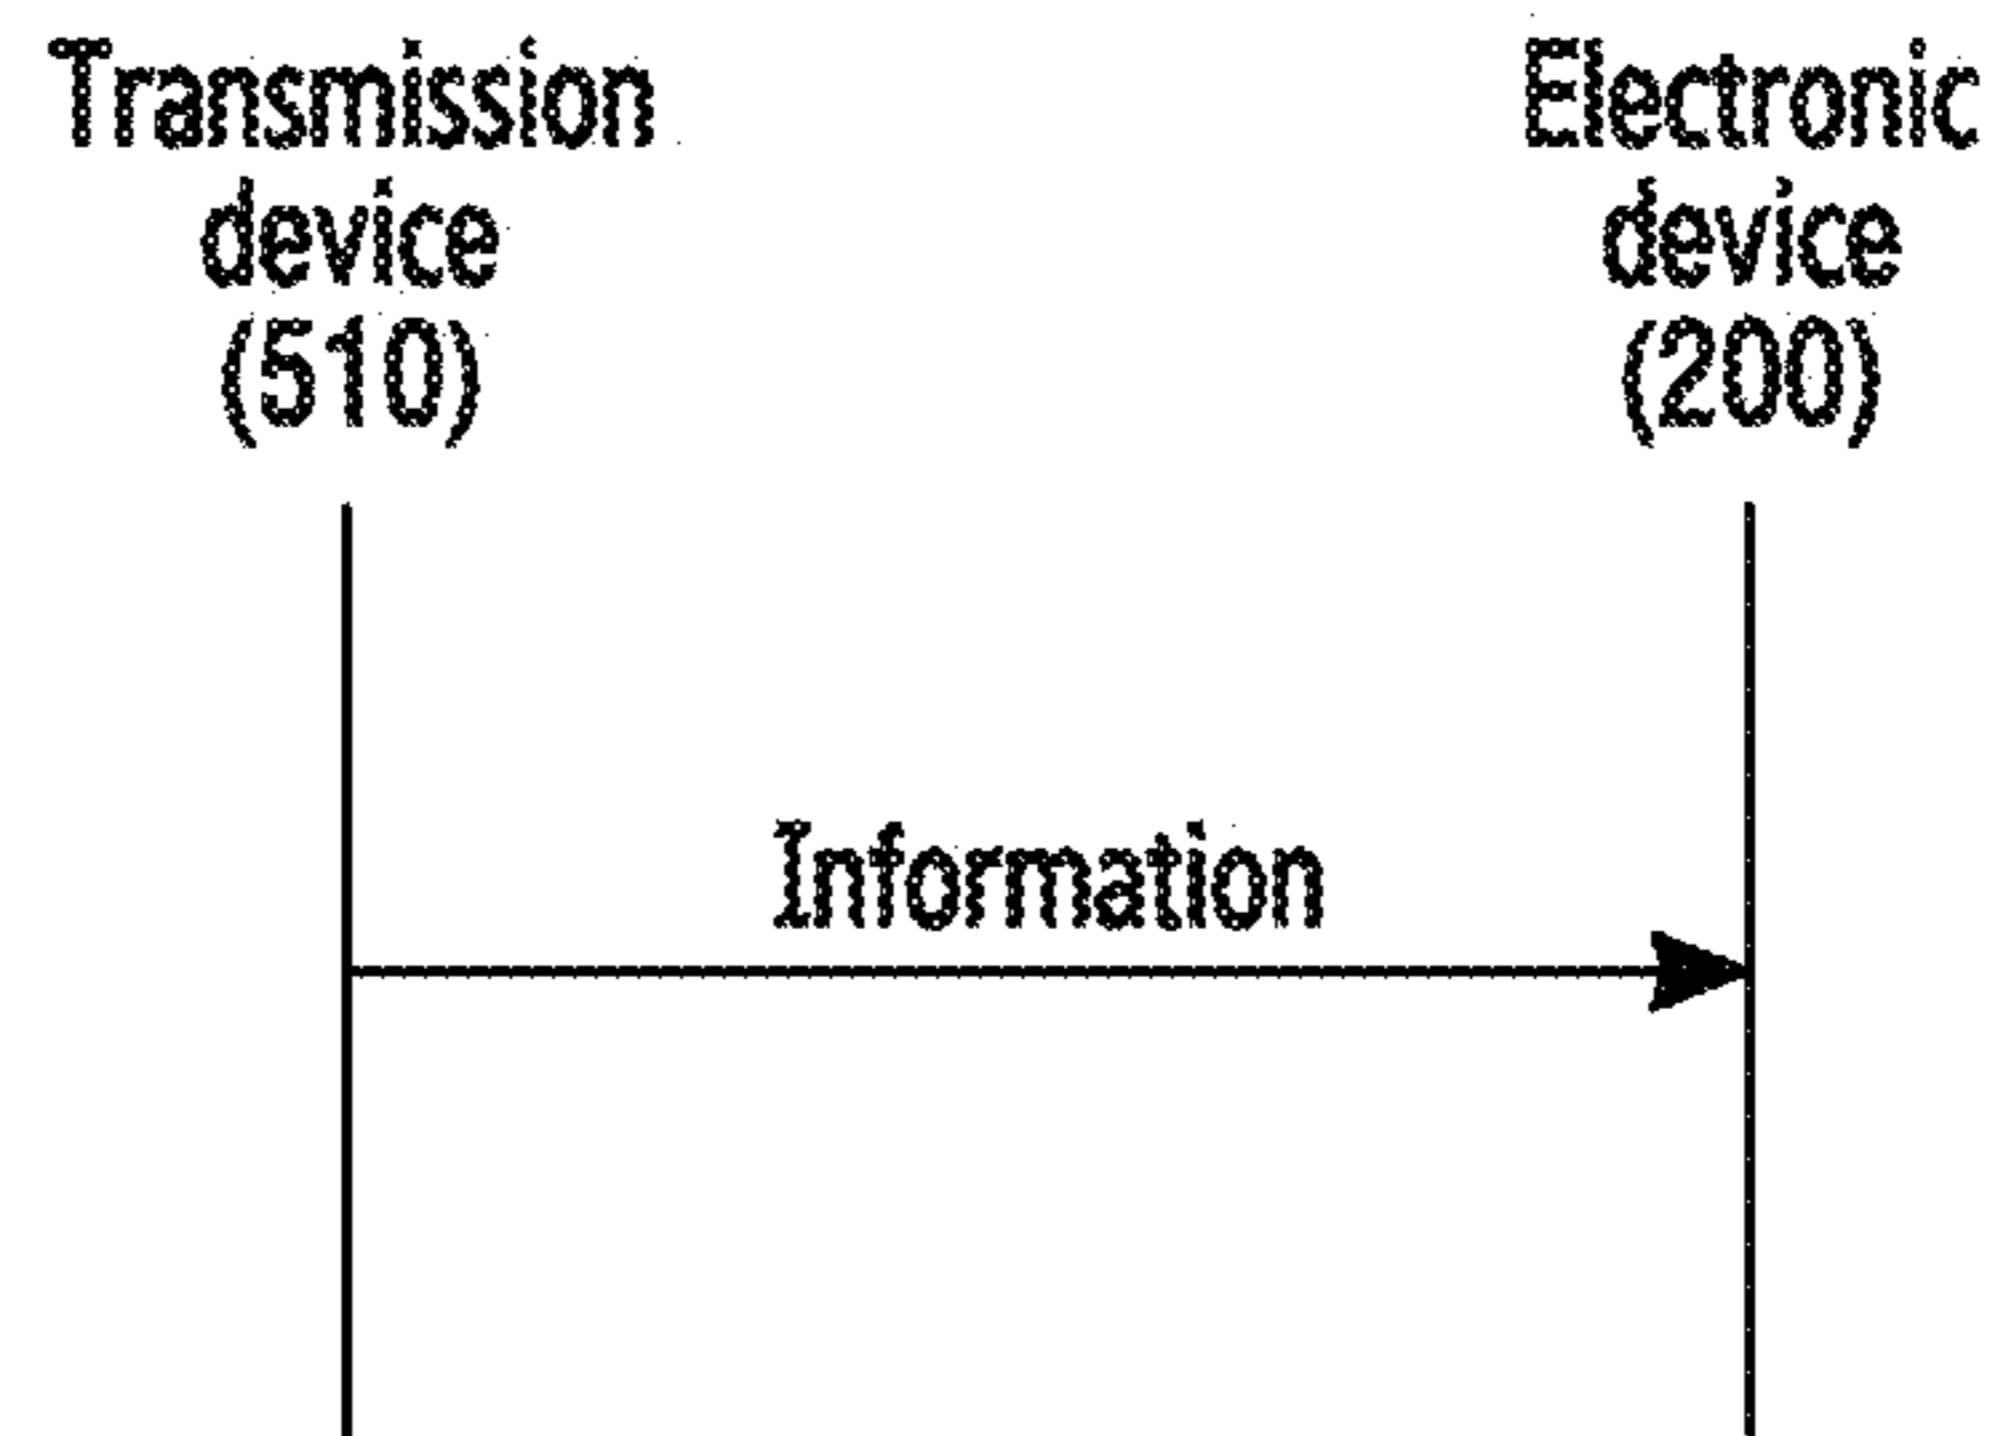 Transmission
device
(510)
Electronic
device
(200)
Information